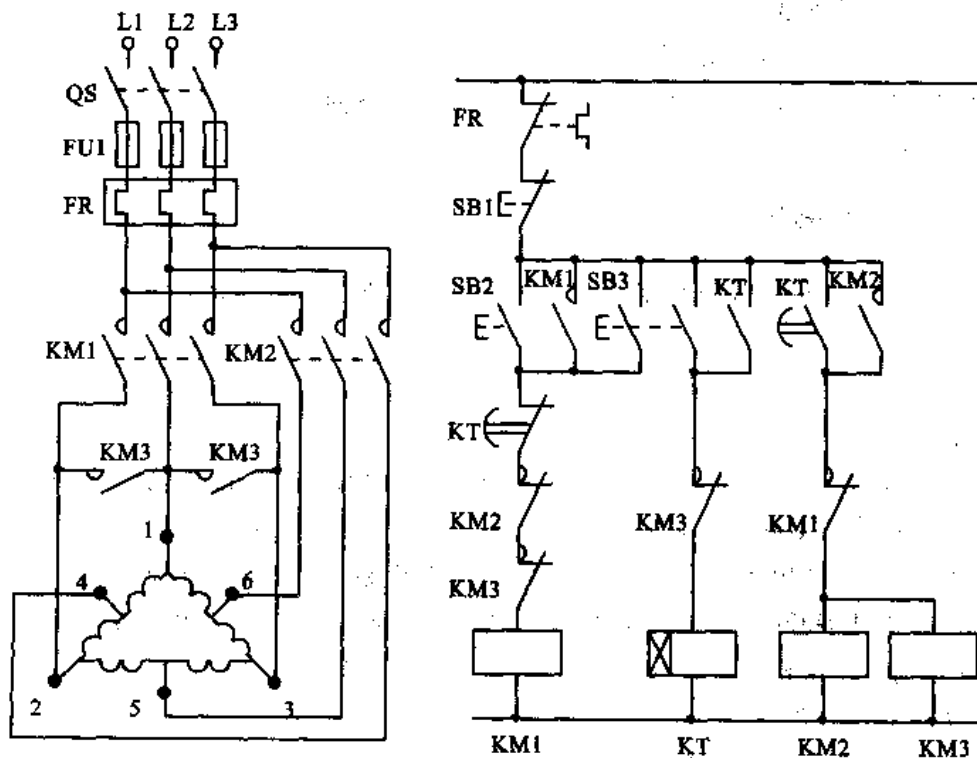 L1 L2 L3
QS
FU1
FR
KM1
KM2
KM3 KM3
1
4
6
2
5
3
FR
SB1
SB2
KM1
SB3
KT
KT
KM2
KT
KM2
KM3
KM1
KM3
KM1
KT
KM2
KM3